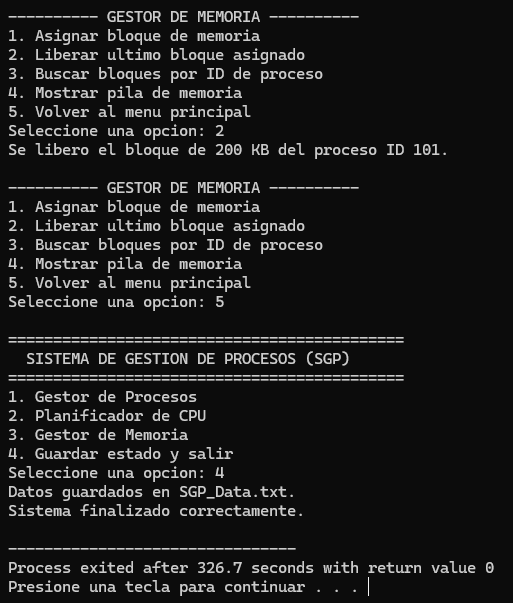 ---------- GESTOR DE MEMORIA ----------
1. Asignar bloque de memoria
2. Liberar ultimo bloque asignado
3. Buscar bloques por ID de proceso
4. Mostrar pila de memoria
5. Volver al menu principal
Seleccione una opcion: 2
Se libero el bloque de 200 KB del proceso ID 101.

---------- GESTOR DE MEMORIA ----------
1. Asignar bloque de memoria
2. Liberar ultimo bloque asignado
3. Buscar bloques por ID de proceso
4. Mostrar pila de memoria
5. Volver al menu principal
Seleccione una opcion: 5

============================================
  SISTEMA DE GESTION DE PROCESOS (SGP)
============================================
1. Gestor de Procesos
2. Planificador de CPU
3. Gestor de Memoria
4. Guardar estado y salir
Seleccione una opcion: 4
Datos guardados en SGP_Data.txt.
Sistema finalizado correctamente.

--------------------------------
Process exited after 326.7 seconds with return value 0
Presione una tecla para continuar . . .